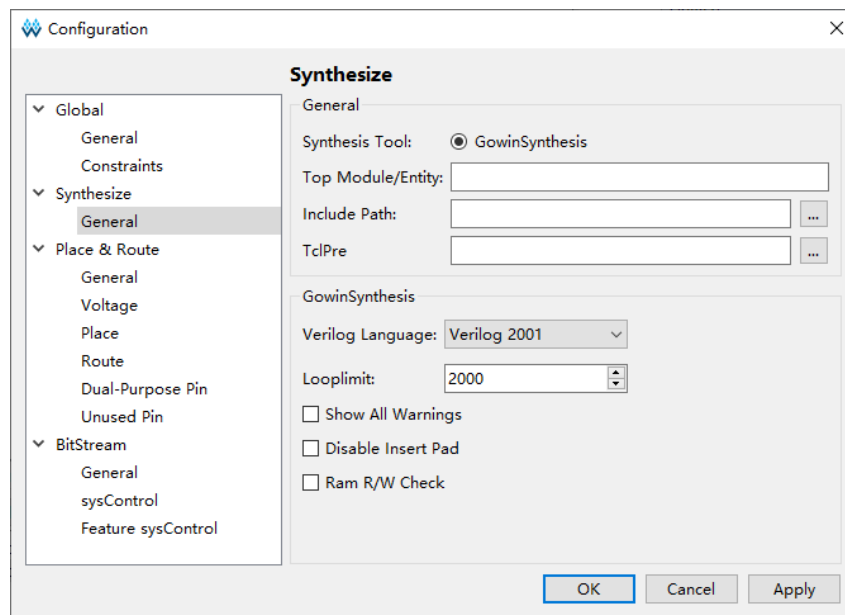 Configuration
Global
General
Constraints
Synthesize
General
Place & Route
General
Voltage
Place
Route
Dual-Purpose Pin
Unused Pin
BitStream
General
sysControl
Feature sysControl
Synthesize
General
Synthesis Tool: GowinSynthesis
Top Module/Entity:
Include Path: ...
TclPre ...
GowinSynthesis
Verilog Language: Verilog 2001
Looplimit: 2000
Show All Warnings
Disable Insert Pad
Ram R/W Check
OK Cancel Apply